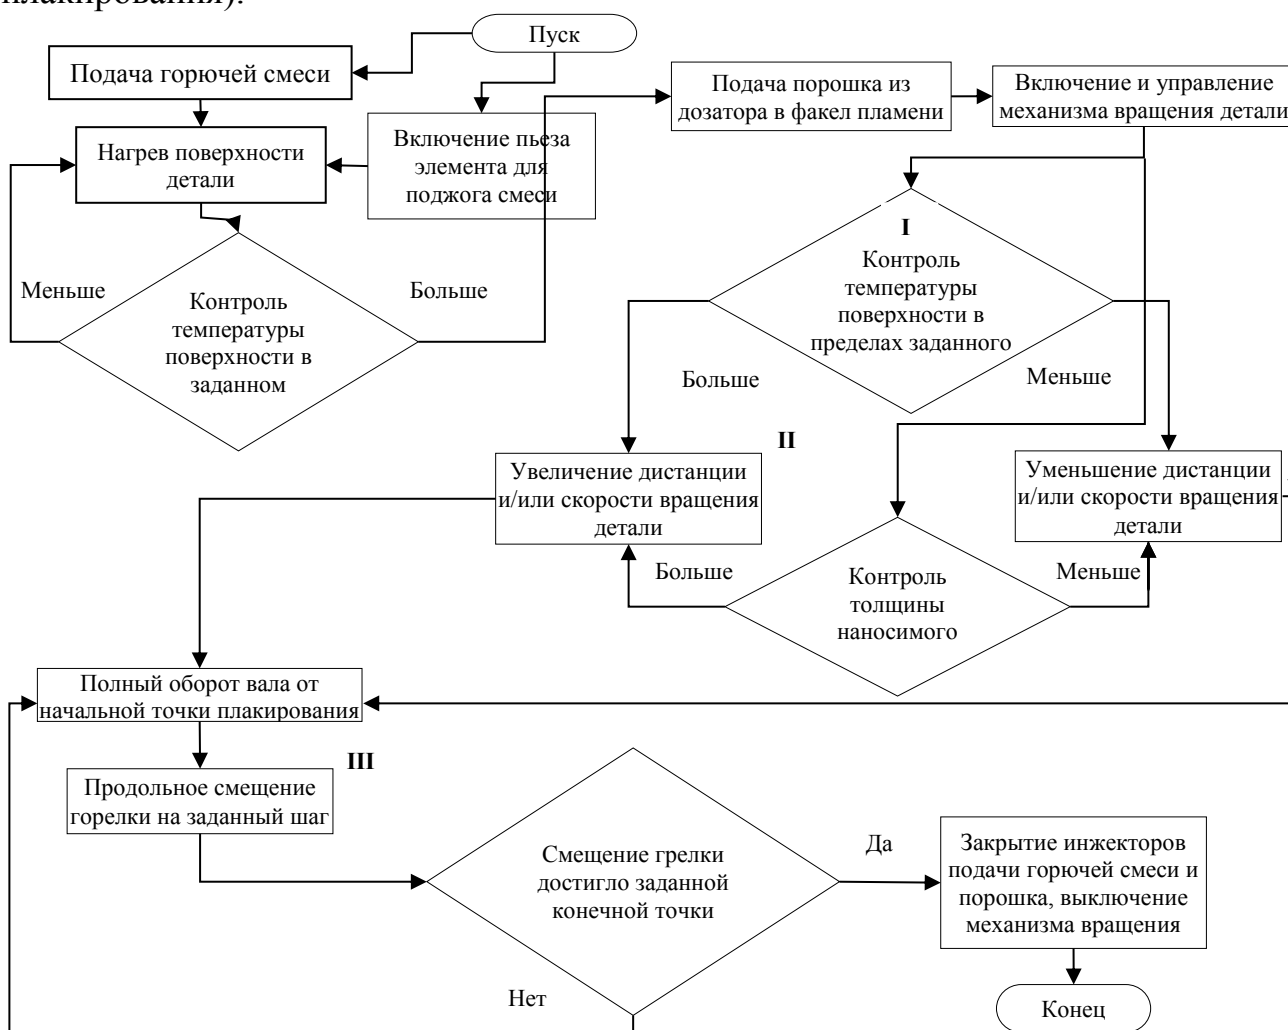 плакирования).
Пуск
Подача горючей смеси
Включение пьеза
элемента для
поджога смеси
Нагрев поверхности
детали
Меньше
Больше
Контроль
температуры
поверхности в
заданном
Подача порошка из
дозатора в факел пламени
Включение и управление
механизма вращения детали
I
Контроль
температуры
поверхности в
пределах заданного
Больше
Меньше
II
Увеличение дистанции
и/или скорости вращения
детали
Уменьшение дистанции
и/или скорости вращения
детали
Больше
Меньше
Контроль
толщины
наносимого
Полный оборот вала от
начальной точки плакирования
III
Продольное смещение
горелки на заданный шаг
Смещение грелки
достигло заданной
конечной точки
Да
Нет
Закрытие инжекторов
подачи горючей смеси и
порошка, выключение
механизма вращения
Конец